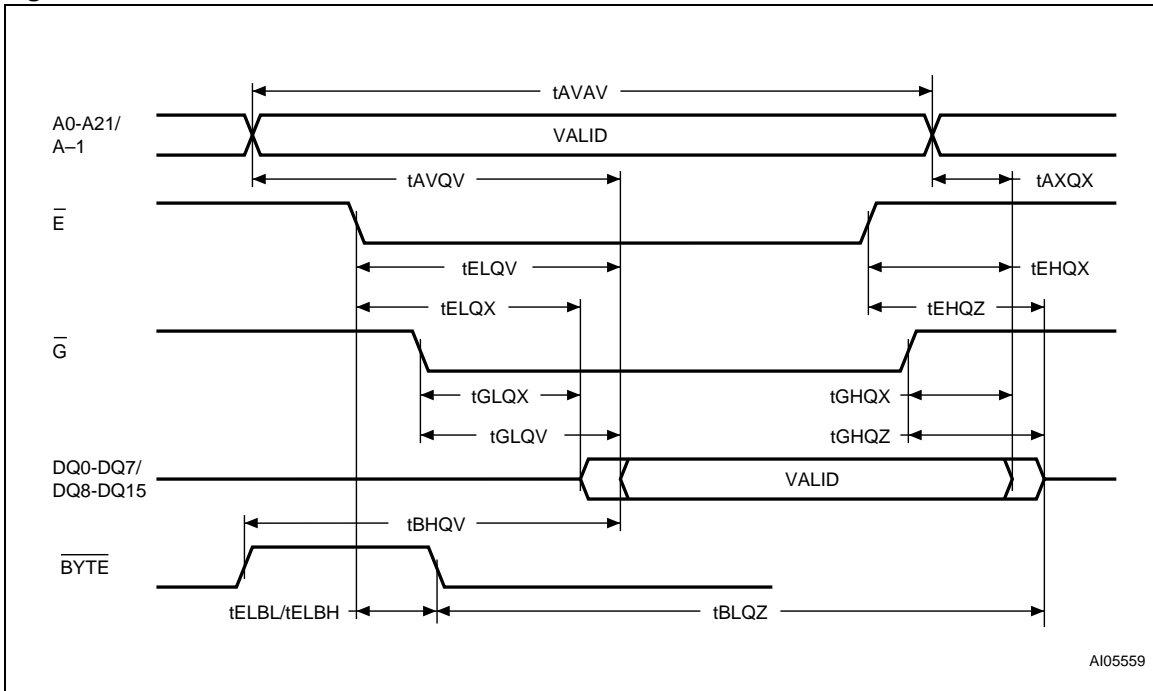 tAVAV
A0-A21/
A–1
VALID
tAVQV
tAXQX
E
tELQV
tEHQX
tELQX
tEHQZ
G
tGLQX
tGHQX
tGLQV
tGHQZ
DQ0-DQ7/
DQ8-DQ15
VALID
tBHQV
BYTE
tELBL/tELBH
tBLQZ
AI05559